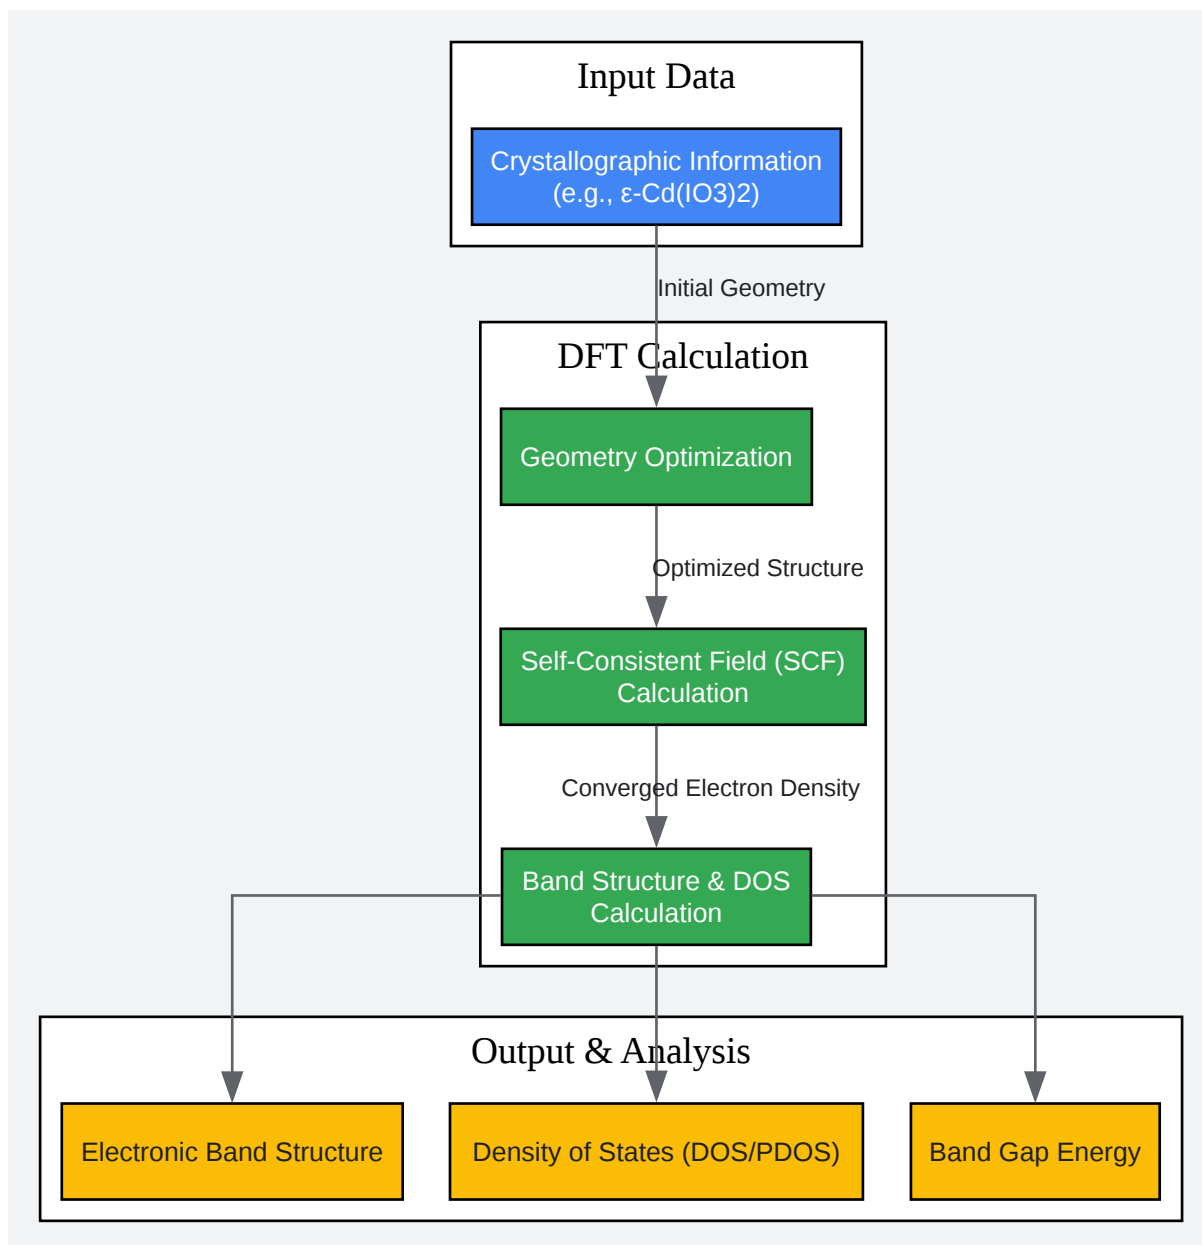 Input Data
Crystallographic Information
(e.g., ε-Cd(IO3)2)
Initial Geometry
DFT Calculation
Geometry Optimization
Optimized Structure
Self-Consistent Field (SCF)
Calculation
Converged Electron Density
Band Structure & DOS
Calculation
Output & Analysis
Electronic Band Structure
Density of States (DOS/PDOS)
Band Gap Energy